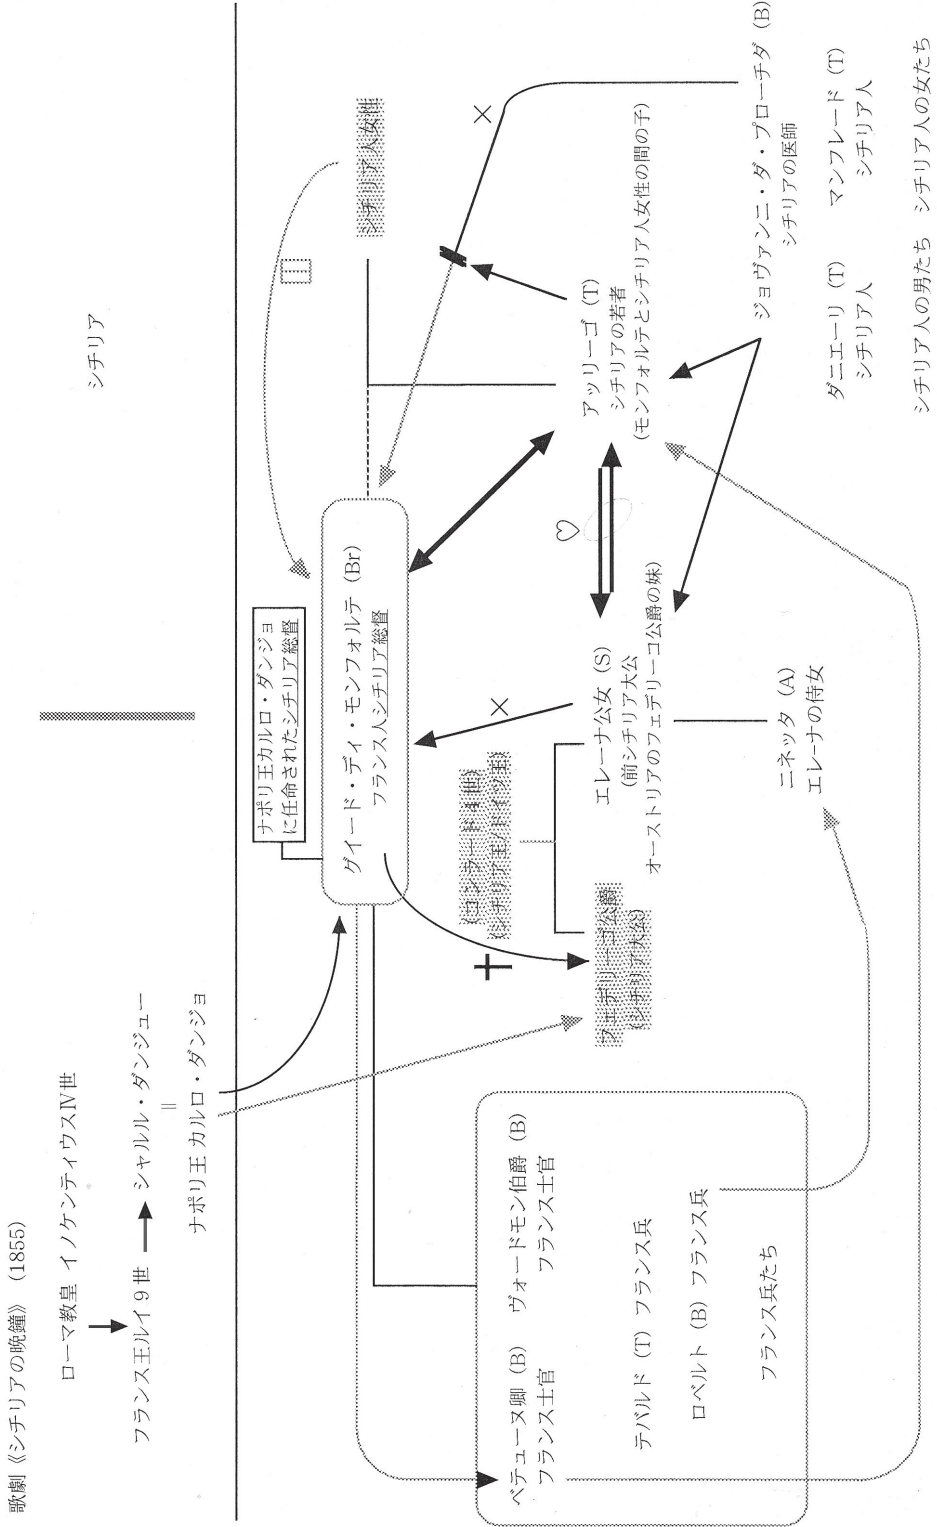 歌劇《シチリアの晩鐘》 (1855)
ローマ教皇 イノケンティウスⅣ世
フランス王ルイ9世
シャルル・ダンジュー
=
ナポリ王 カルロ・ダンジョ
シチリア
ナポリ王カルロ・ダンジョ
に任命されたシチリア総督
グイード・ディ・モンフォルテ (Br)
フランス人シチリア総督
シチリア人女性
×
×
♡
フェデリーゴ公爵
(シチリア大公)
エレーナ公女 (S)
(前シチリア大公
オーストリアのフェデリーコ公爵の妹)
アッリーゴ (T)
シチリアの若者
(モンフォルテとシチリア人女性の間の子)
ニネッタ (A)
エレーナの侍女
ジョヴァンニ・ダ・プローチダ (B)
シチリアの医師
ダニエーリ (T)
シチリア人
マンフレード (T)
シチリア人
シチリア人の男たち シチリア人の女たち
ベテューヌ卿 (B)
フランス士官
ヴォードモン伯爵 (B)
フランス士官
テバルド (T) フランス兵
ロベルト (B) フランス兵
フランス兵たち